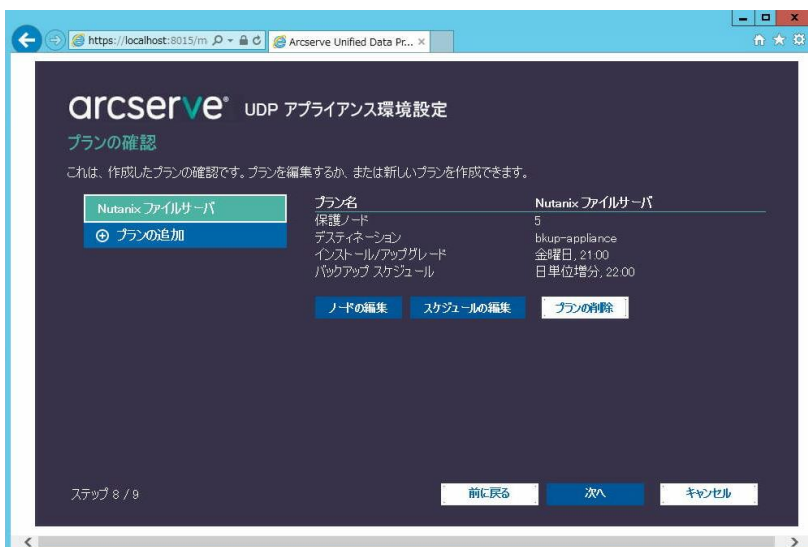 https://localhost:8015/m
Arcserve Unified Data Pr...
arcserve® UDP アプライアンス環境設定
プランの確認
これは、作成したプランの確認です。プランを編集するか、または新しいプランを作成できます。
Nutanix ファイルサーバ
プランの追加
プラン名 Nutanix ファイルサーバ
保護ノード 5
デスティネーション bkup-appliance
インストール/アップグレード 金曜日, 21:00
バックアップ スケジュール 日単位増分, 22:00
ノードの編集 スケジュールの編集 プランの削除
ステップ 8 / 9
前に戻る 次へ キャンセル